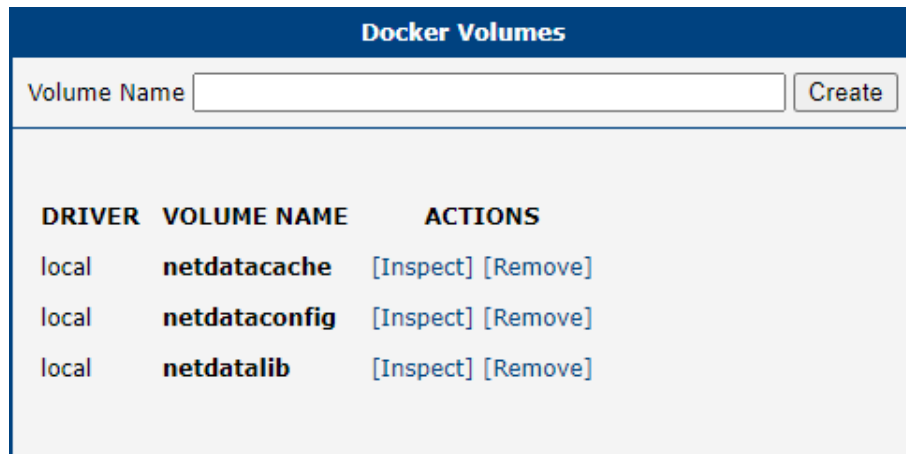 Docker Volumes
Volume Name Create
DRIVER VOLUME NAME ACTIONS
local netdatacache [Inspect] [Remove]
local netdataconfig [Inspect] [Remove]
local netdatalib [Inspect] [Remove]